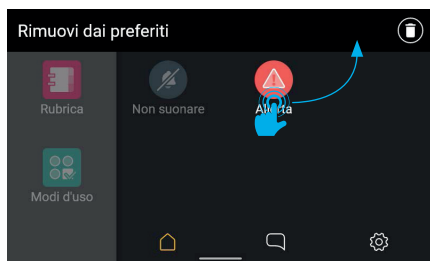 Rimuovi dai preferiti
Rubrica
Non suonare
Allerta
Modi d'uso